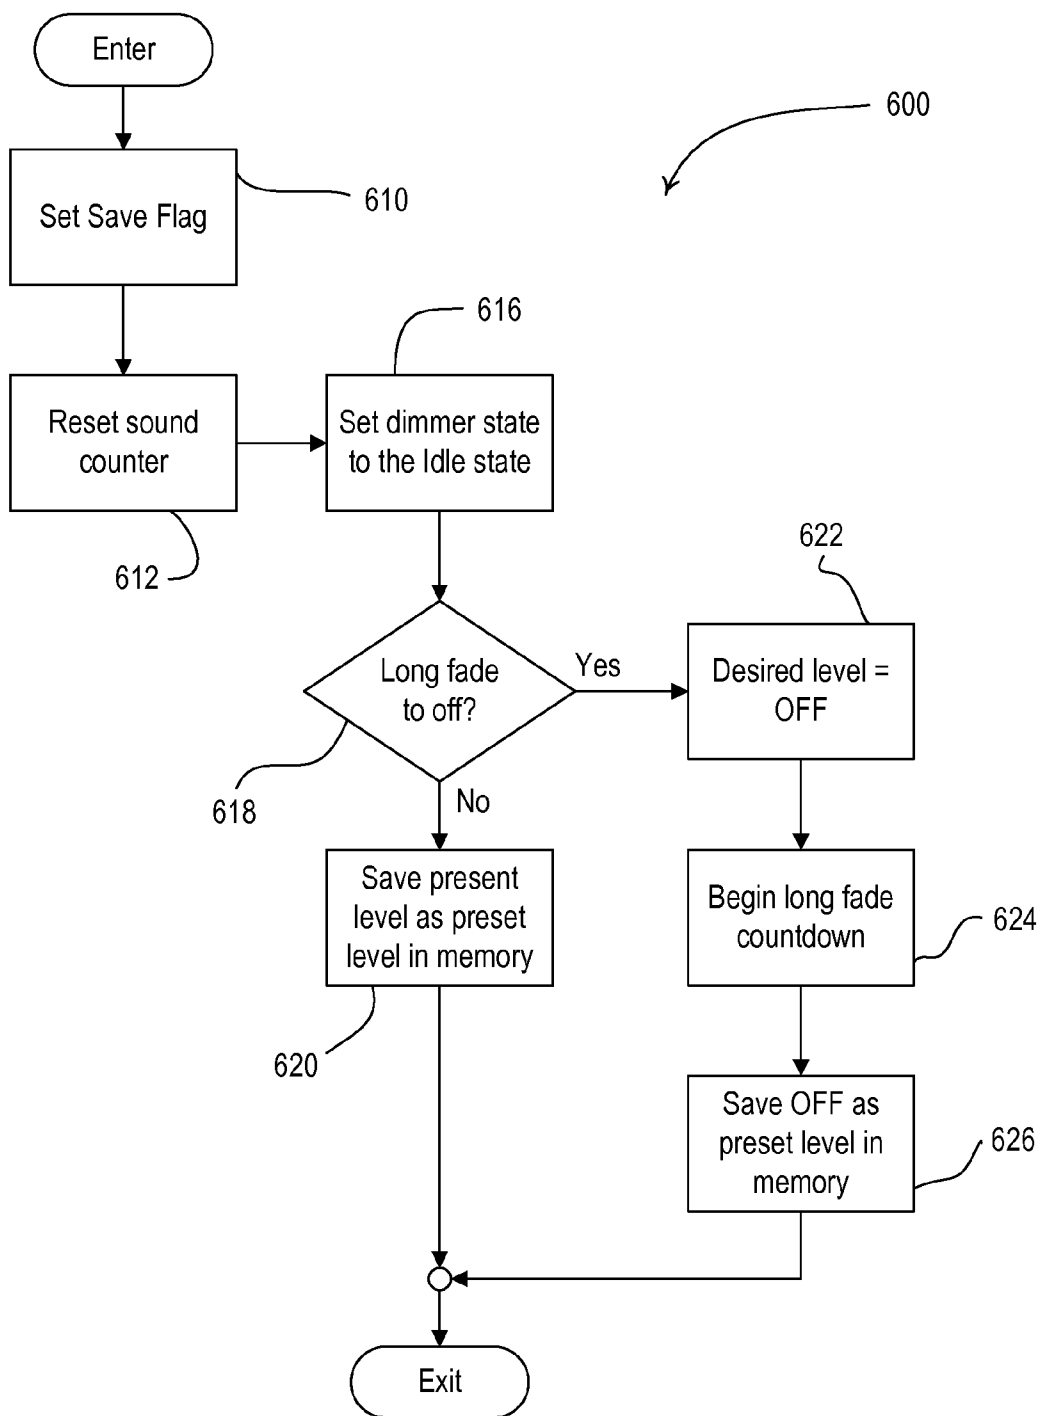 Enter
600
Set Save Flag
610
616
Reset sound
counter
Set dimmer state
to the Idle state
612
622
Long fade
to off?
Yes
Desired level =
OFF
618
No
Save present
level as preset
level in memory
Begin long fade
countdown
624
620
Save OFF as
preset level in
memory
626
Exit